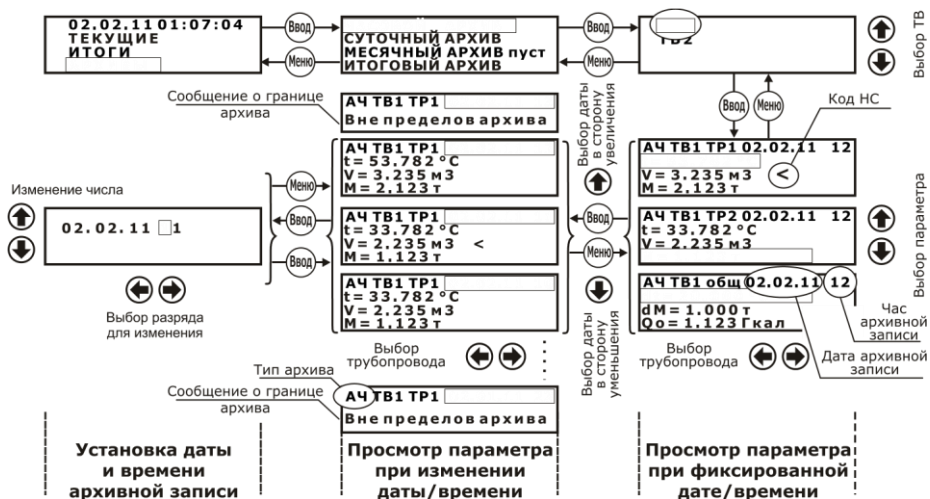 02.02.11 01:07:04
ТЕКУЩИЕ
ИТОГИ
Ввод
Меню
СУТОЧНЫЙ АРХИВ
МЕСЯЧНЫЙ АРХИВ пуст
ИТОГОВЫЙ АРХИВ
Ввод
Меню
ТВ2
Выбор ТВ
Сообщение о границе
архива
АЧ ТВ1 ТР1
Вне пределов архива
Выбор даты
в сторону
увеличения
Ввод
Меню
Код НС
Изменение числа
02.02.11 1
Выбор разряда
для изменения
Меню
Ввод
Ввод
АЧ ТВ1 ТР1
t= 53.782 °C
V= 3.235 м3
M= 2.123 т
АЧ ТВ1 ТР1
t= 33.782 °C
V= 2.235 м3 <
M= 1.123 т
АЧ ТВ1 ТР1
t= 33.782 °C
V= 2.235 м3
M= 1.123 т
Ввод
Меню
АЧ ТВ1 ТР1 02.02.11 12
V= 3.235 м3 <
M= 2.123 т
АЧ ТВ1 ТР2 02.02.11 12
t= 33.782 °C
V= 2.235 м3
АЧ ТВ1 общ 02.02.11 12
dM= 1.000 т
Qo= 1.123 Гкал
Выбор параметра
Выбор
трубопровода
Выбор даты
в сторону
уменьшения
Выбор
трубопровода
Час
архивной
записи
Дата архивной
записи
Тип архива
Сообщение о границе
архива
АЧ ТВ1 ТР1
Вне пределов архива
Установка даты
и времени
архивной записи
Просмотр параметра
при изменении
даты/времени
Просмотр параметра
при фиксированной
дате/времени